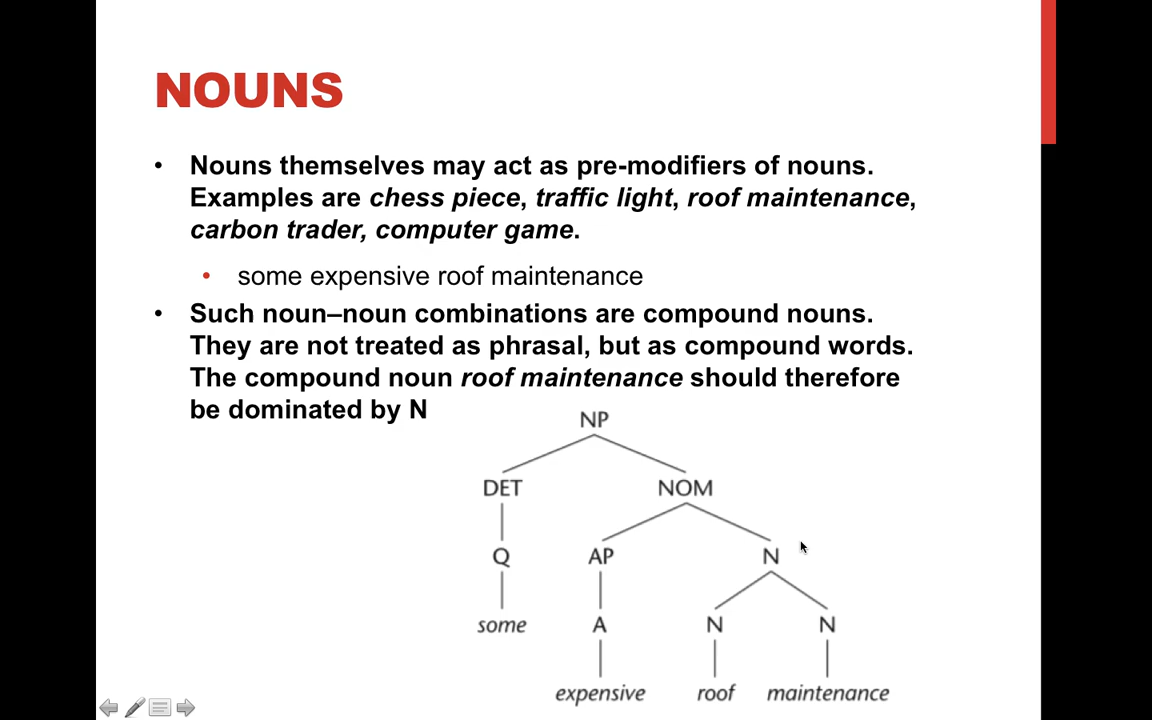 NOUNS
• Nouns themselves may act as pre-modifiers of nouns.
Examples are chess piece, traffic light, roof maintenance,
carbon trader, computer game.
• some expensive roof maintenance
• Such noun–noun combinations are compound nouns.
They are not treated as phrasal, but as compound words.
The compound noun roof maintenance should therefore
be dominated by N
NP
DET NOM
Q AP N
some A N N
expensive roof maintenance